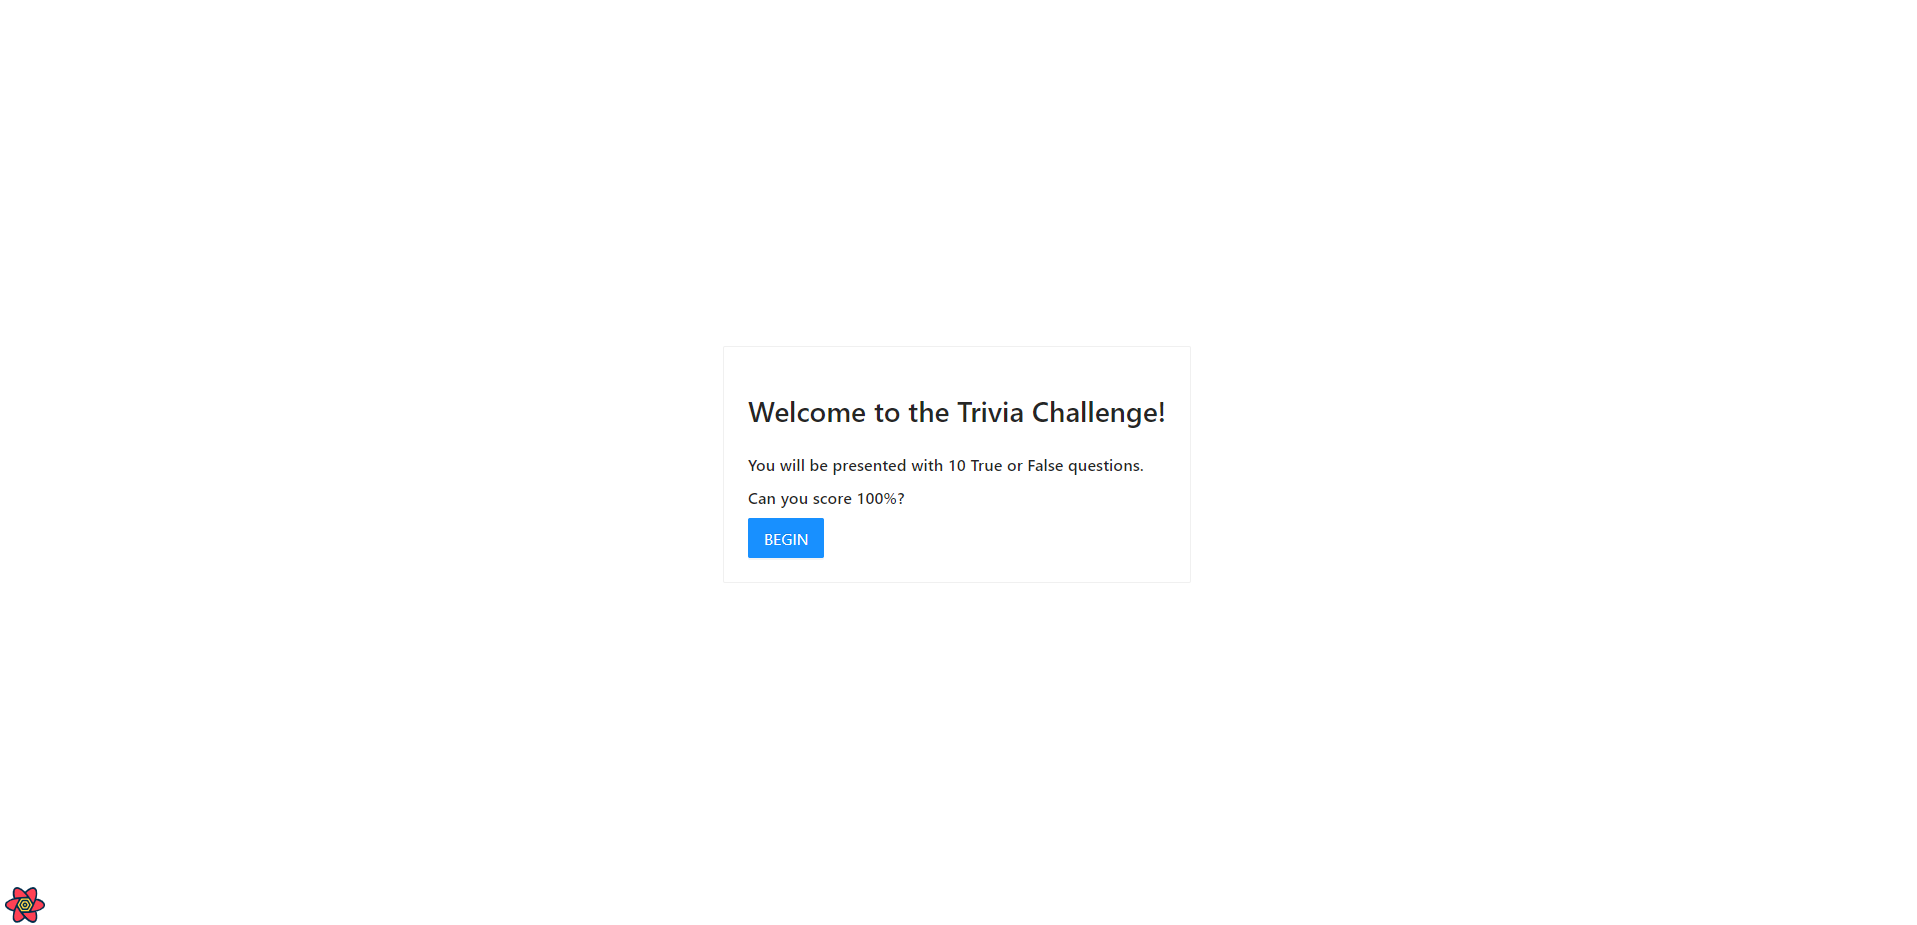 Welcome to the Trivia Challenge!
You will be presented with 10 True or False questions.
Can you score 100%?
BEGIN